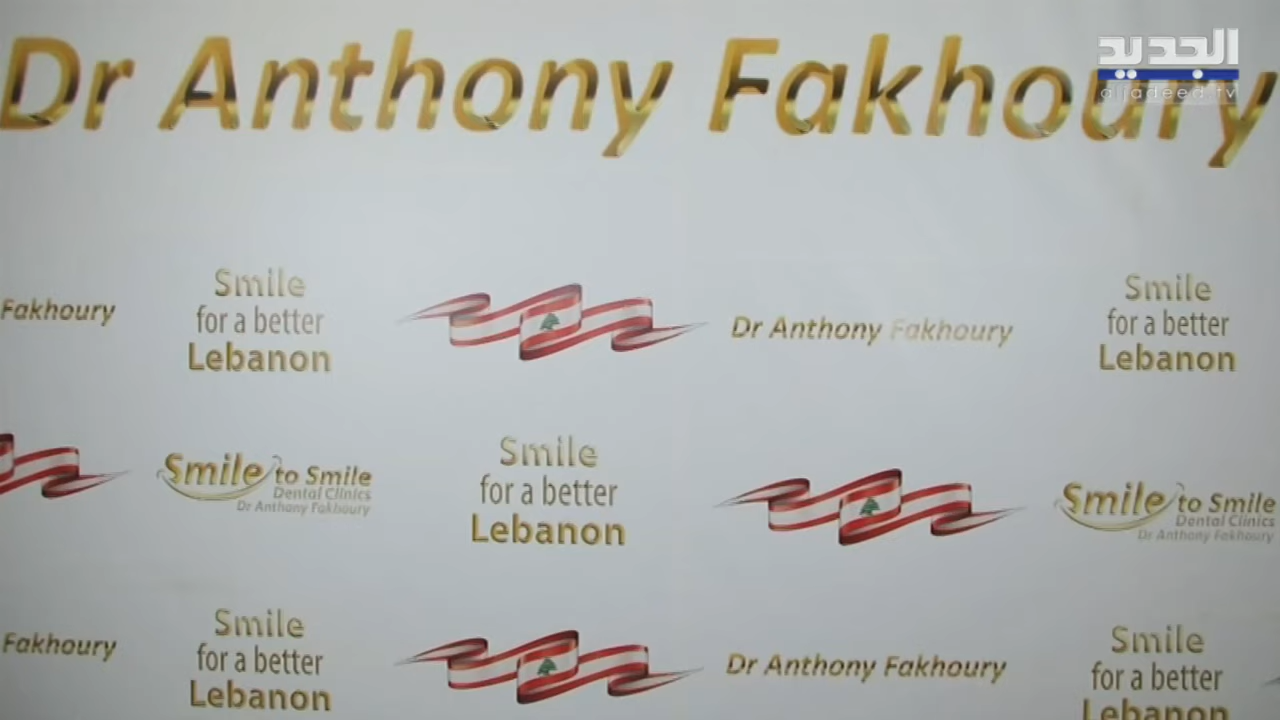 Dr Anthony Fakhoury
الجديد
aljadeed.tv
Fakhoury
Smile
for a better
Lebanon
Dr Anthony Fakhoury
Smile
for a better
Lebanon
Smile to Smile
Dental Clinics
Dr Anthony Fakhoury
Smile
for a better
Lebanon
Smile to Smile
Dental Clinics
Dr Anthony Fakhoury
Fakhoury
Smile
for a better
Lebanon
Dr Anthony Fakhoury
Smile
for a better
Lebanon